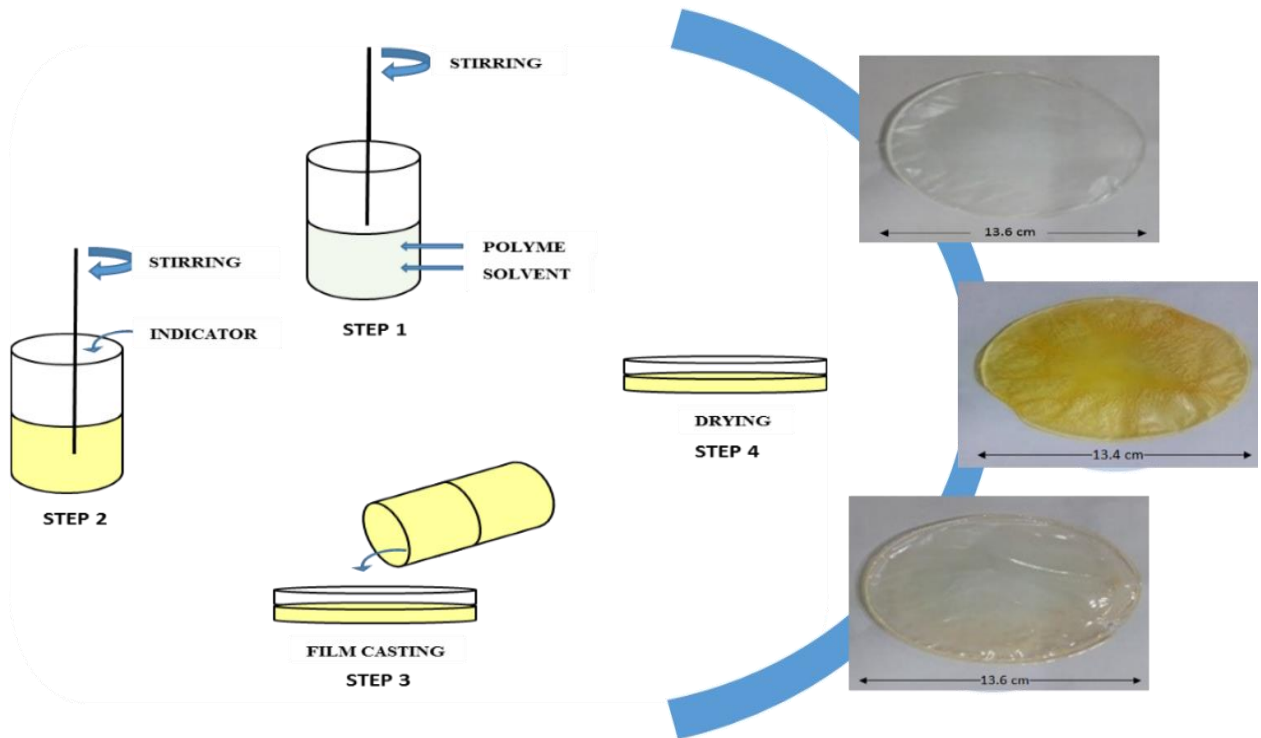 STIRRING
POLYME
SOLVENT
STEP 1
STIRRING
INDICATOR
STEP 2
FILM CASTING
STEP 3
DRYING
STEP 4
13.6 cm
13.4 cm
13.6 cm